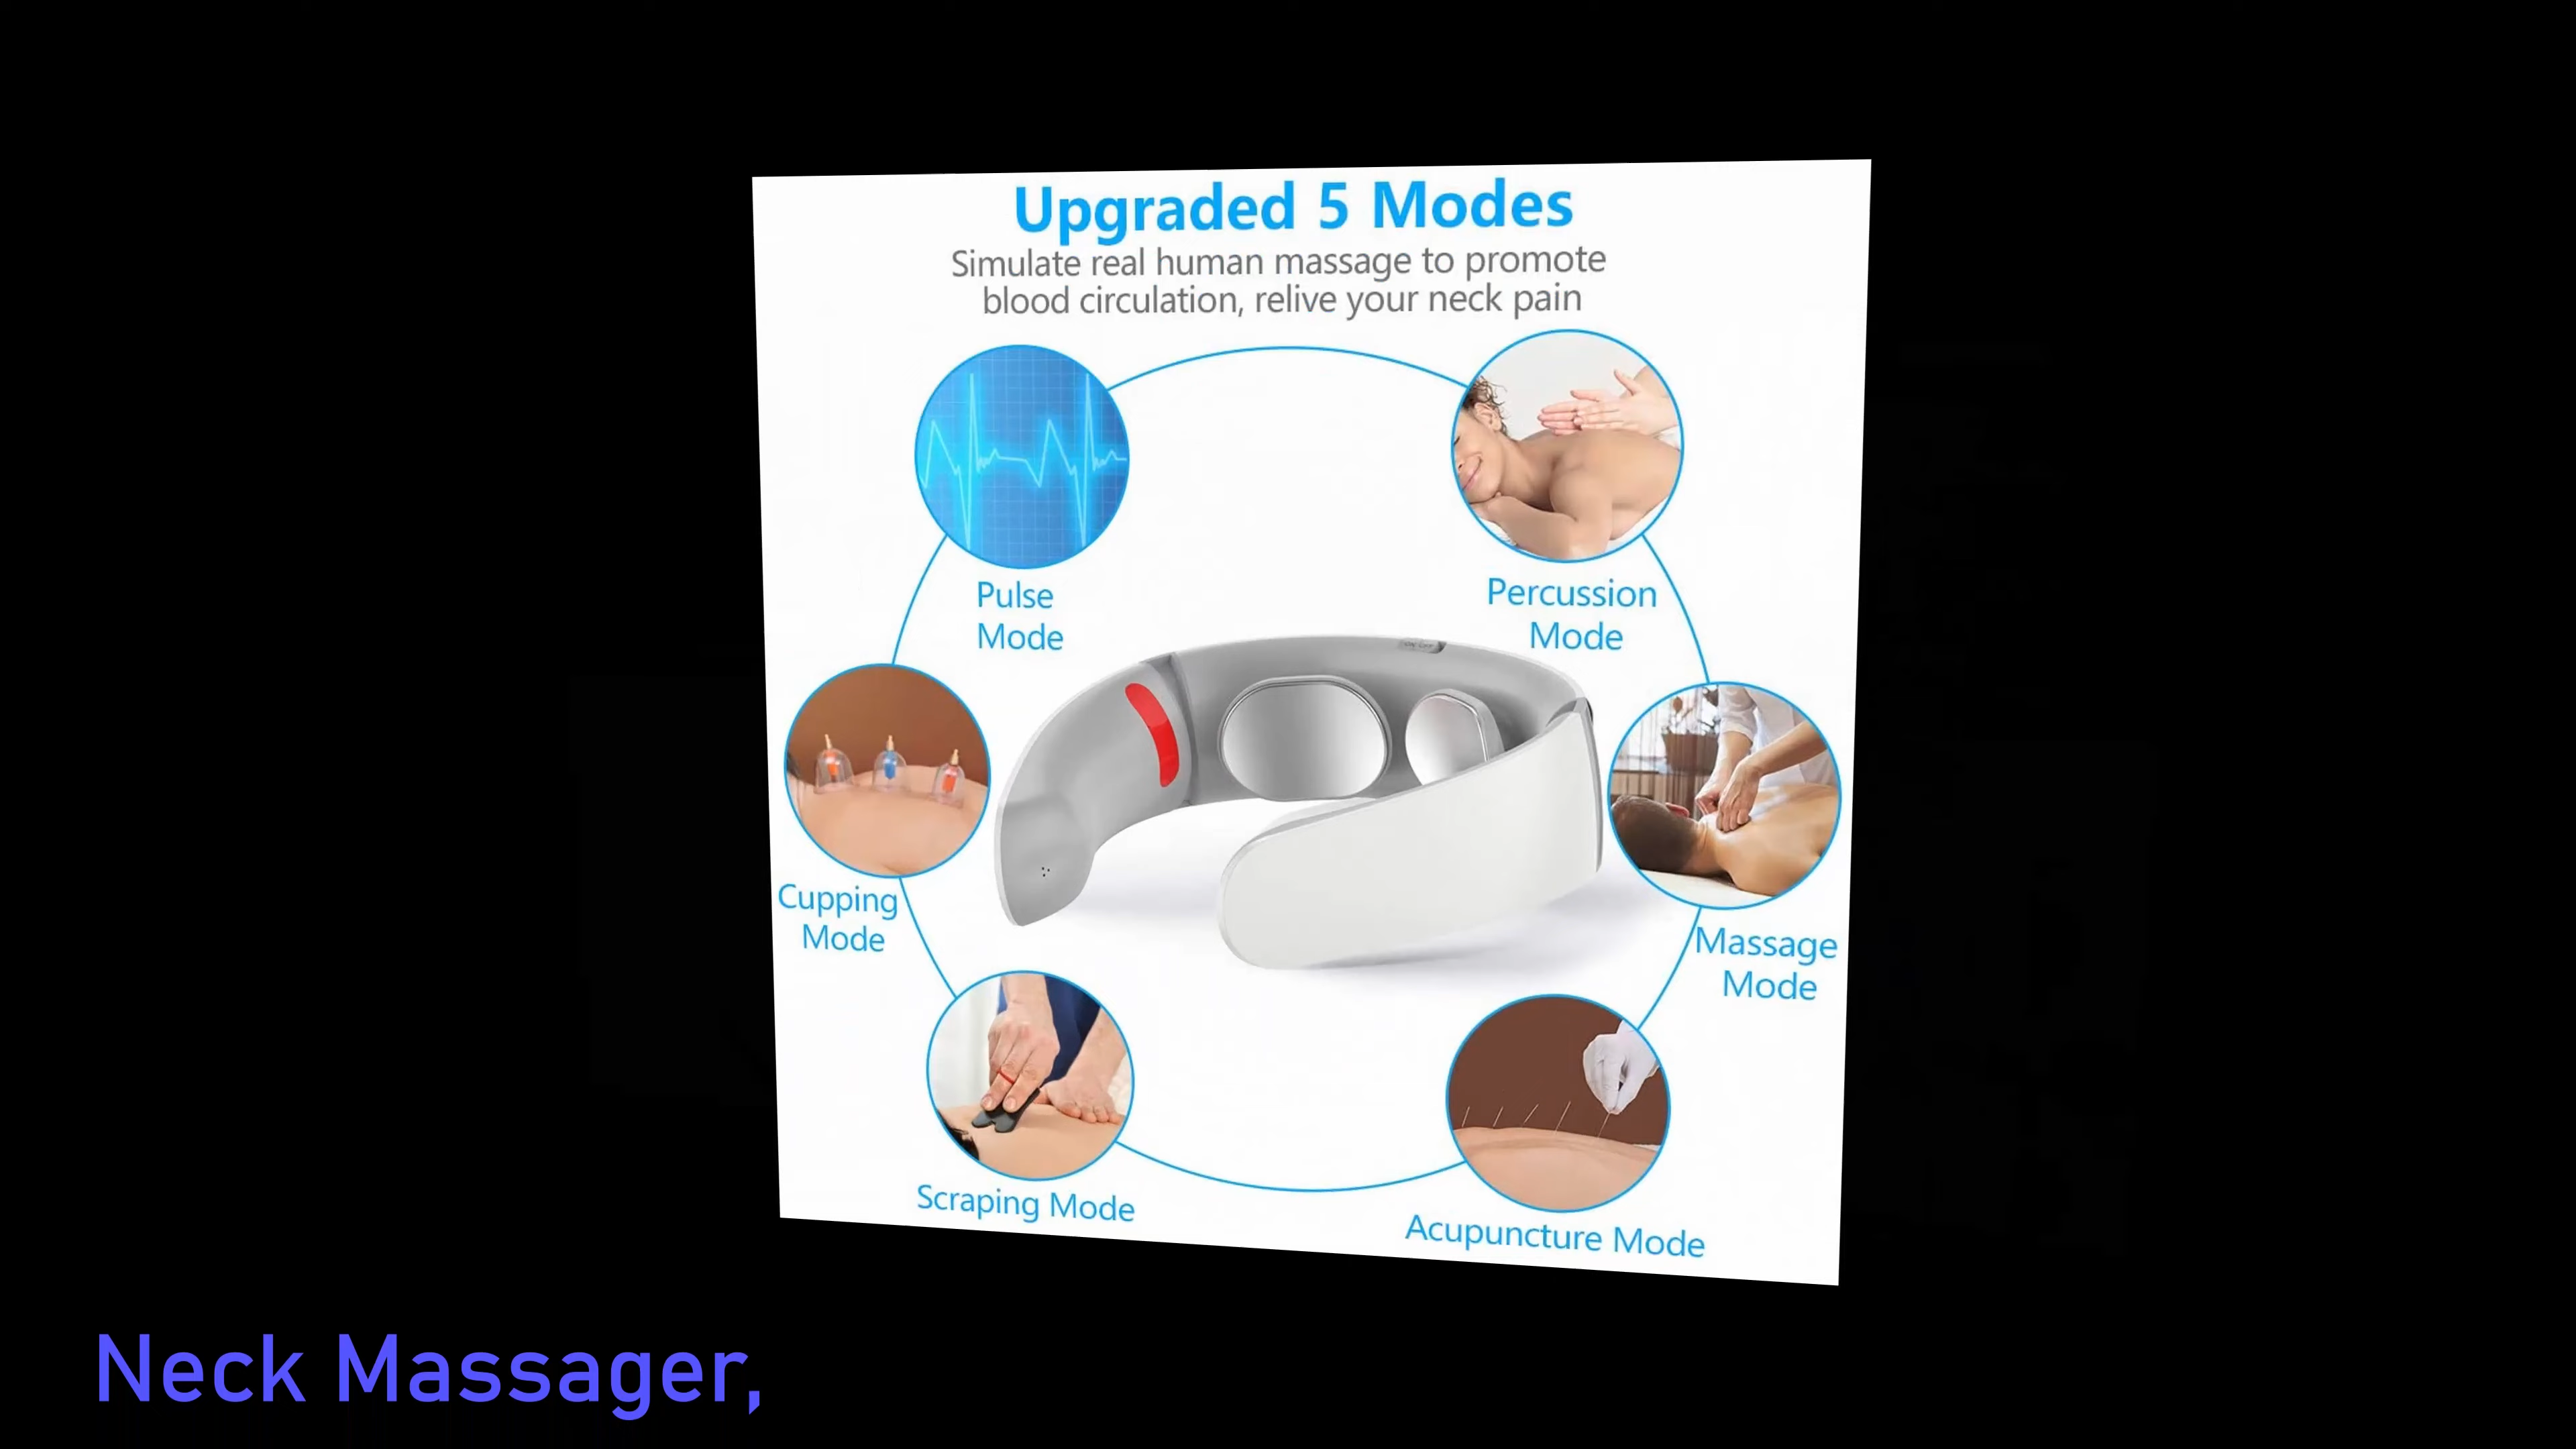 Upgraded 5 Modes
Simulate real human massage to promote
blood circulation, relive your neck pain
Pulse
Mode
Percussion
Mode
Cupping
Mode
Massage
Mode
Scraping Mode
Acupuncture Mode
Neck Massager,